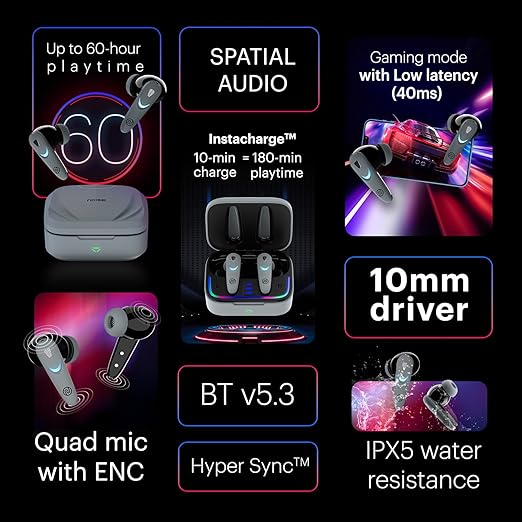 Up to 60-hour
playtime
60
SPATIAL
AUDIO
Gaming mode
with Low latency
(40ms)
Instacharge™
10-min = 180-min
charge playtime
10mm
driver
Quad mic
with ENC
BT v5.3
Hyper Sync™
IPX5 water
resistance